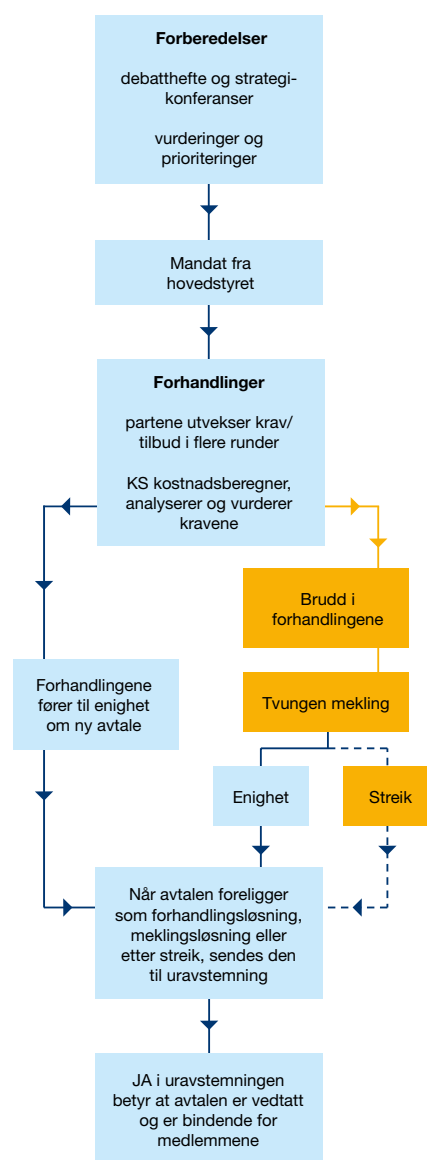 Forberedelser
debatthefte og strategi-
konferanser
vurderinger og
prioriteringer
Mandat fra
hovedstyret
Forhandlinger
partene utvekser krav/
tilbud i flere runder
KS kostnadsberegner,
analyserer og vurderer
kravene
Brudd i
forhandlingene
Forhandlingene
fører til enighet
om ny avtale
Tvungen mekling
Enighet
Streik
Når avtalen foreligger
som forhandlingsløsning,
meklingsløsning eller
etter streik, sendes den
til uravstemning
JA i uravstemningen
betyr at avtalen er vedtatt
og er bindende for
medlemmene